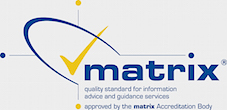 matrix®
quality standard for information
advice and guidance services
approved by the matrix Accreditation Body